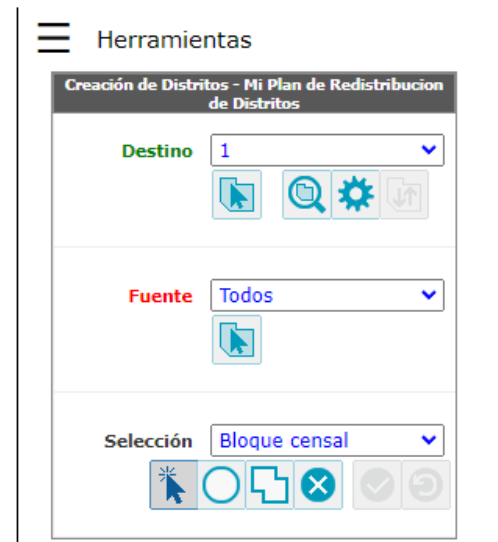 Herramientas
Creación de Distritos - Mi Plan de Redistribucion
de Distritos
Destino 1
Fuente Todos
Selección Bloque censal